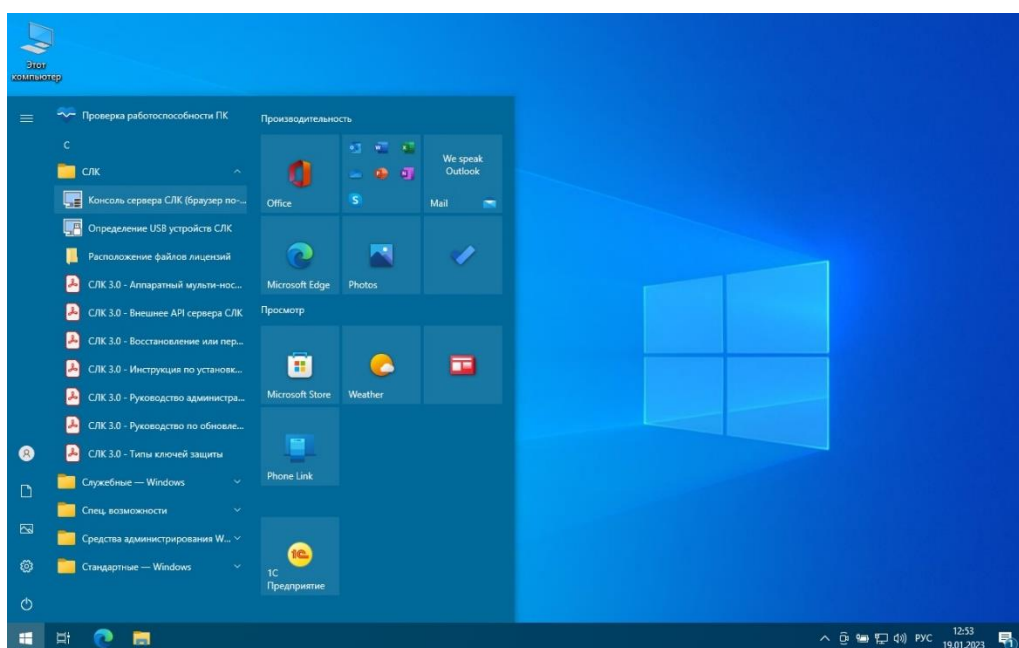 Этот
компьютер
Проверка работоспособности ПК
С
СЛК
Консоль сервера СЛК (браузер по-...
Определение USB устройств СЛК
Расположение файлов лицензий
СЛК 3.0 - Аппаратный мульти-нос...
СЛК 3.0 - Внешнее API сервера СЛК
СЛК 3.0 - Восстановление или пер...
СЛК 3.0 - Инструкция по установк...
СЛК 3.0 - Руководство администра...
СЛК 3.0 - Руководство по обновле...
СЛК 3.0 - Типы ключей защиты
Служебные — Windows
Спец. возможности
Средства администрирования W...
Стандартные — Windows
Производительность
Office
We speak
Outlook
Mail
Microsoft Edge
Photos
Просмотр
Microsoft Store
Weather
Phone Link
1С
1С
Предприятие
РУС
12:53
19.01.2023
1